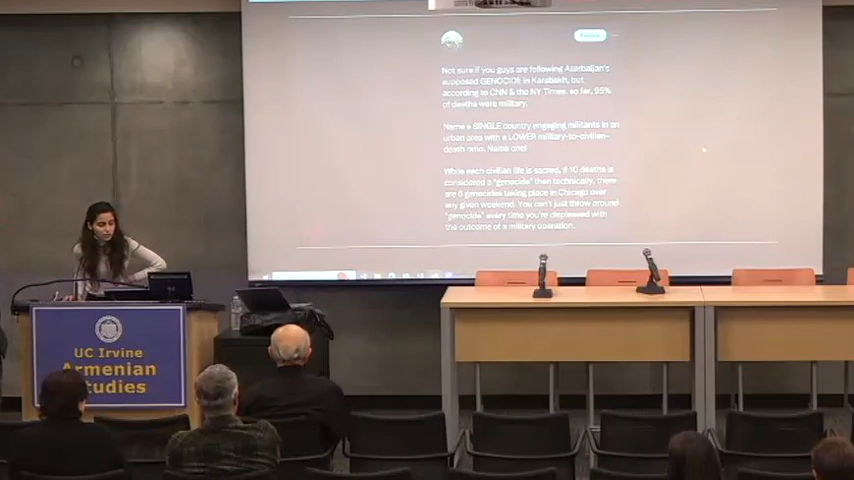 Follow
Not sure if you guys are following Azerbaijan's
supposed GENOCIDE in Karabakh, but
according to CNN & the NY Times, so far, 95%
of deaths were military.
Name a SINGLE country engaging militants in an
urban area with a LOWER military-to-civilian-
death ratio. Name one!
While each civilian life is sacred, if 10 deaths is
considered a "genocide" then technically, there
are 6 genocides taking place in Chicago over
any given weekend. You can't just throw around
"genocide" every time you're displeased with
the outcome of a military operation.
UC Irvine
Armenian
Studies